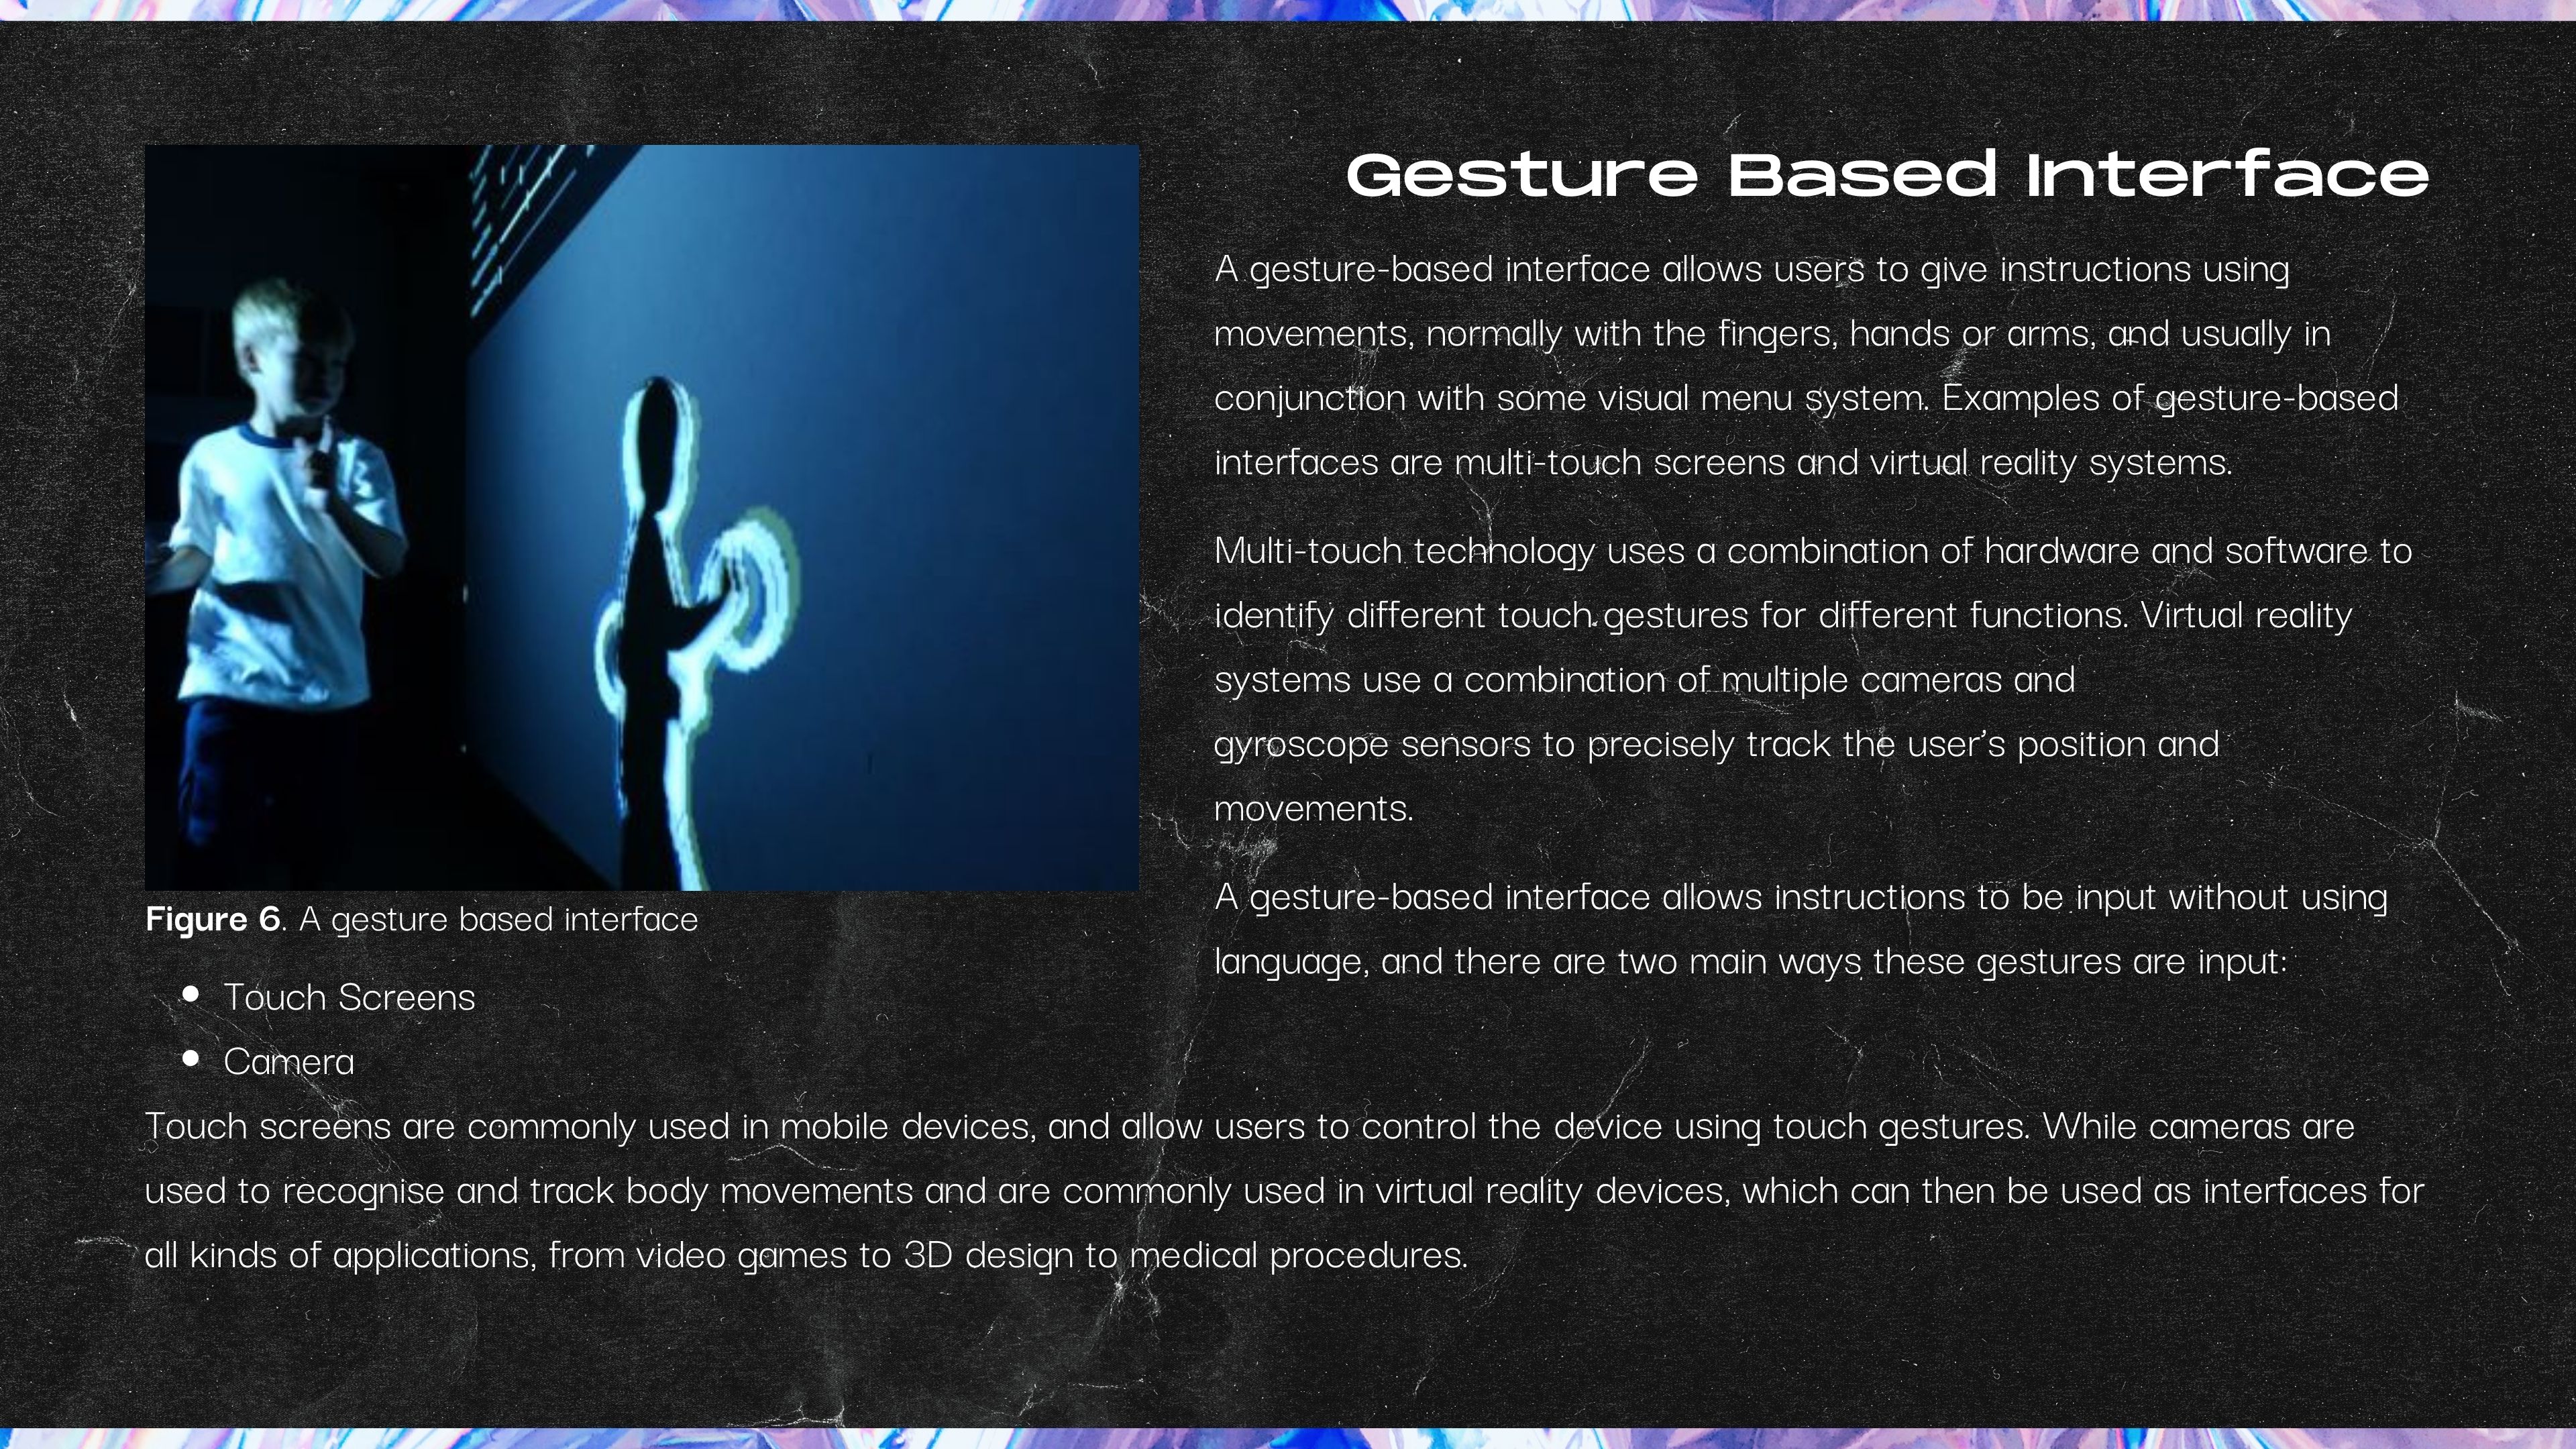 Gesture Based Interface
A gesture-based interface allows users to give instructions using
movements, normally with the fingers, hands or arms, and usually in
conjunction with some visual menu system. Examples of gesture-based
interfaces are multi-touch screens and virtual reality systems.
Multi-touch technology uses a combination of hardware and software to
identify different touch gestures for different functions. Virtual reality
systems use a combination of multiple cameras and
gyroscope sensors to precisely track the user’s position and
movements.
A gesture-based interface allows instructions to be input without using
language, and there are two main ways these gestures are input:
Figure 6. A gesture based interface
• Touch Screens
• Camera
Touch screens are commonly used in mobile devices, and allow users to control the device using touch gestures. While cameras are
used to recognise and track body movements and are commonly used in virtual reality devices, which can then be used as interfaces for
all kinds of applications, from video games to 3D design to medical procedures.